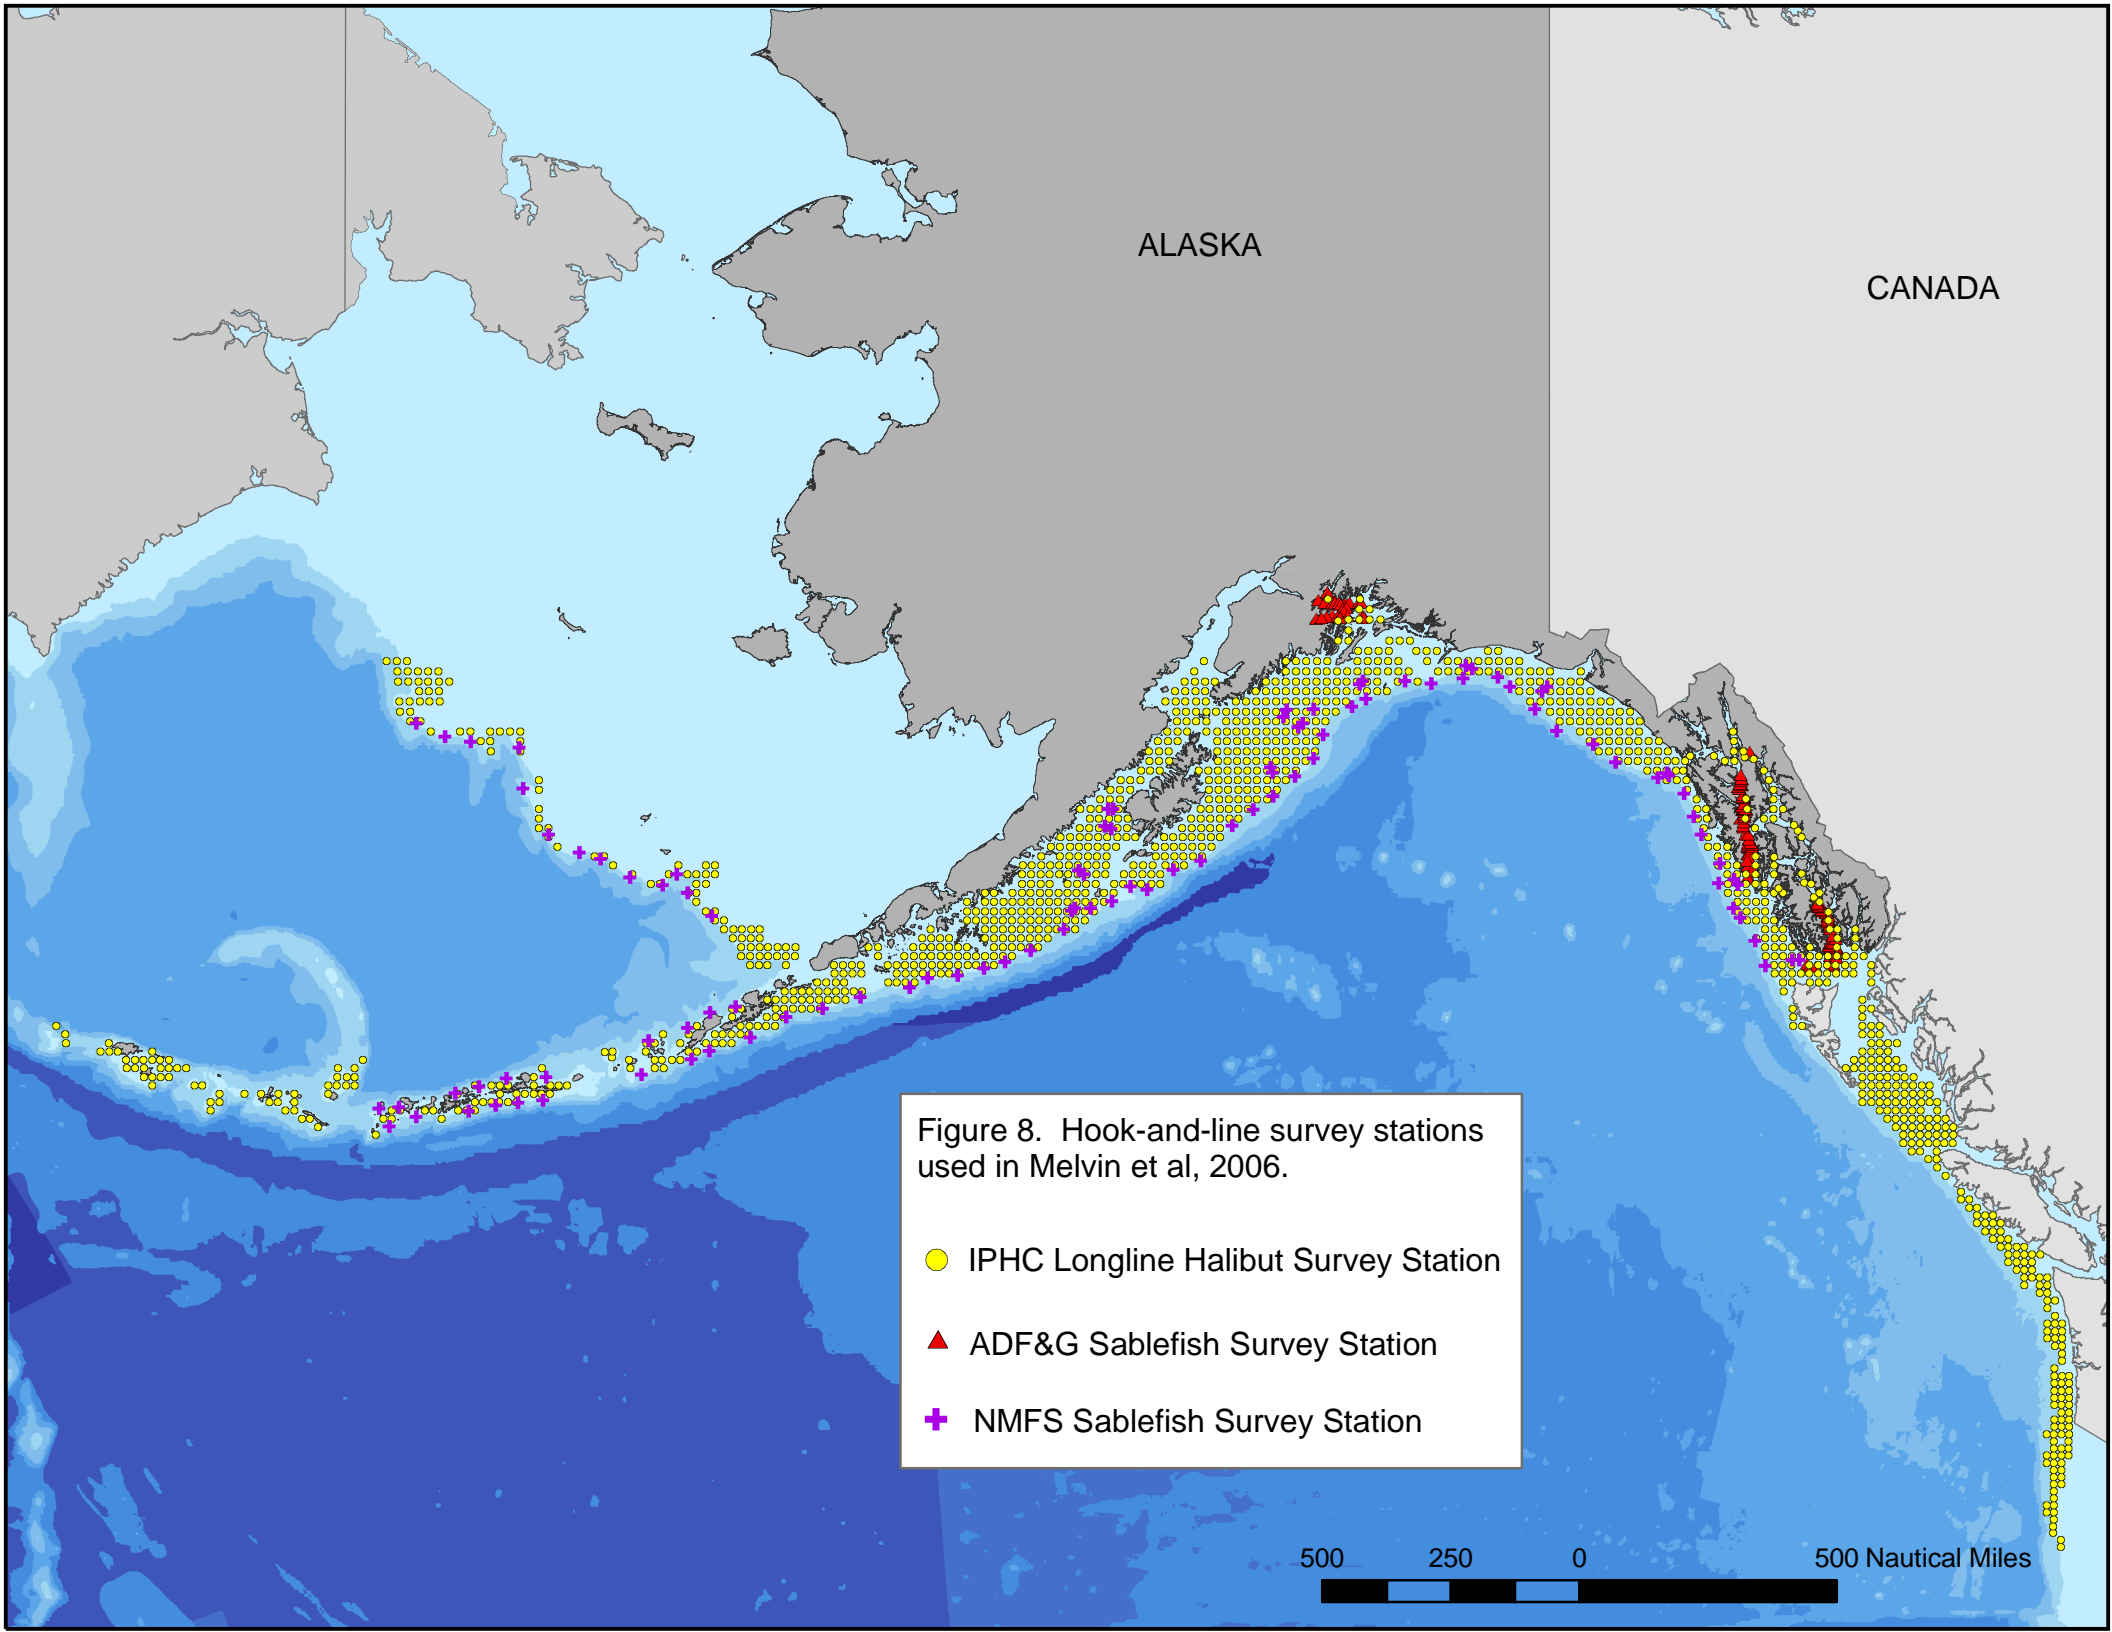 ALASKA
CANADA
Figure 8. Hook-and-line survey stations
used in Melvin et al, 2006.
IPHC Longline Halibut Survey Station
ADF&G Sablefish Survey Station
NMFS Sablefish Survey Station
500 250 0 500 Nautical Miles